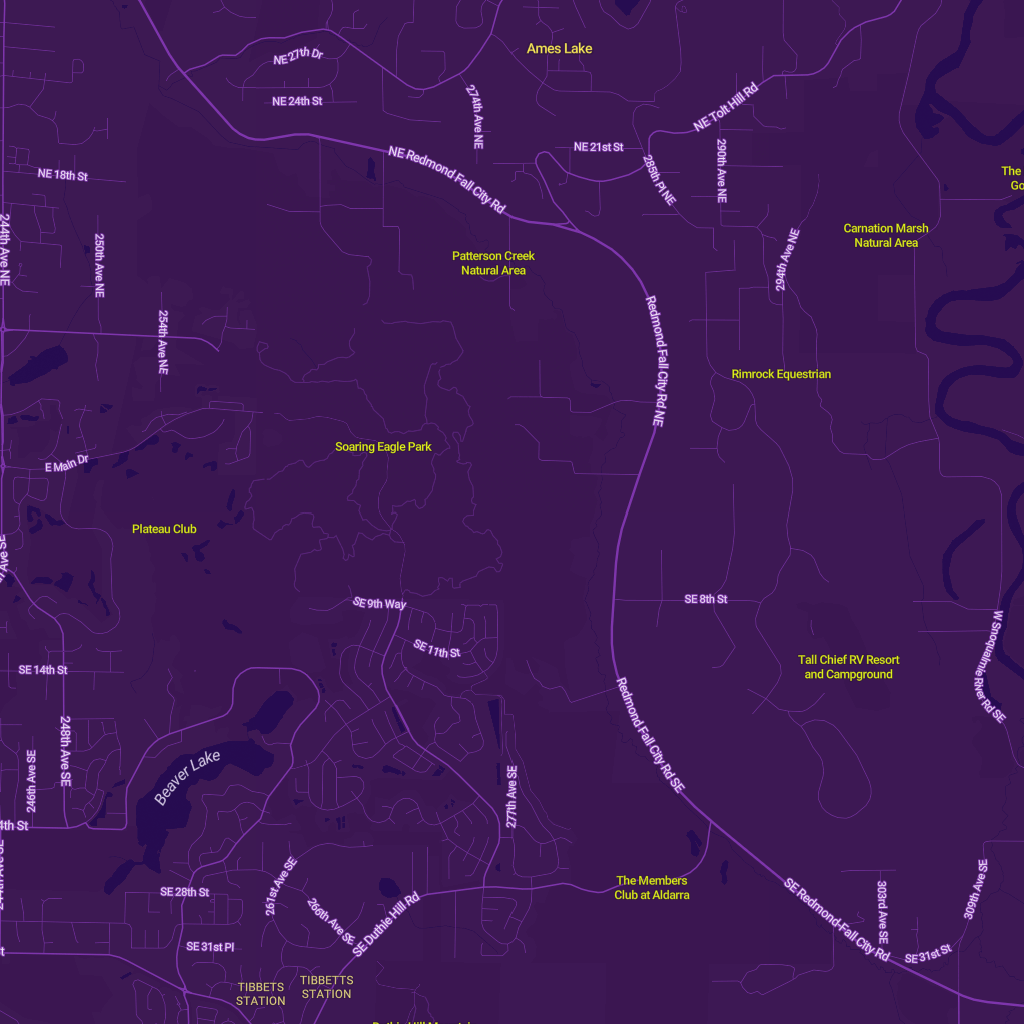 Ames Lake
NE 27th Dr
NE 24th St
274th Ave NE
NE Tolt Hill Rd
NE 21st St
290th Ave NE
285th Pl NE
NE Redmond Fall City Rd
NE 18th St
The
Go
244th Ave NE
250th Ave NE
Carnation Marsh
Natural Area
294th Ave NE
Patterson Creek
Natural Area
254th Ave NE
Redmond Fall City Rd NE
Rimrock Equestrian
Soaring Eagle Park
E Main Dr
Plateau Club
Ave SE
SE 9th Way
SE 8th St
SE 11th St
W Snoqualmie River Rd SE
SE 14th St
Tall Chief RV Resort
and Campground
248th Ave SE
246th Ave SE
Redmond Fall City Rd SE
Beaver Lake
277th Ave SE
4th St
261st Ave SE
SE 28th St
The Members
Club at Aldarra
266th Ave SE
SE Duthie Hill Rd
SE Redmond-Fall City Rd
303rd Ave SE
309th Ave SE
SE 31st Pl
SE 31st St
TIBBETS
STATION
TIBBETTS
STATION